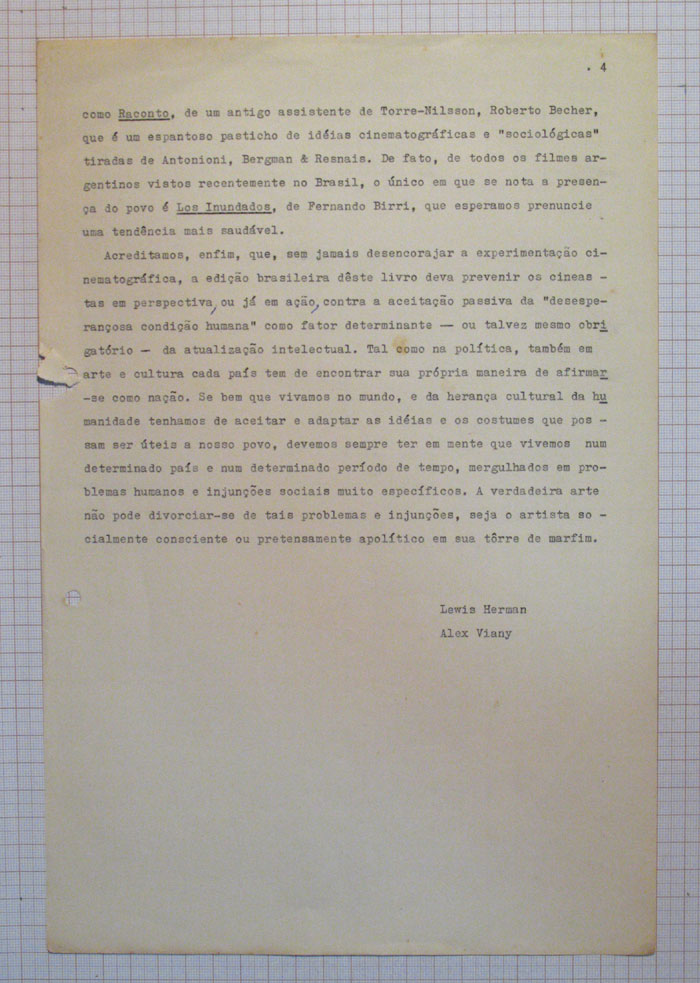 . 4
como Raconto, de um antigo assistente de Torre-Nilsson, Roberto Becher,
que é um espantoso pasticho de idéias cinematográficas e "sociológicas"
tiradas de Antonioni, Bergman & Resnais. De fato, de todos os filmes ar-
gentinos vistos recentemente no Brasil, o único em que se nota a presen-
ça do povo é Los Inundados, de Fernando Birri, que esperamos prenuncie
uma tendência mais saudável.
Acreditamos, enfim, que, sem jamais desencorajar a experimentação ci-
nematográfica, a edição brasileira dêste livro deva prevenir os cineas -
tas em perspectiva, ou já em ação, contra a aceitação passiva da "desespe-
rançosa condição humana" como fator determinante — ou talvez mesmo obri
gatório — da atualização intelectual. Tal como na política, também em
arte e cultura cada país tem de encontrar sua própria maneira de afirmar
-se como nação. Se bem que vivamos no mundo, e da herança cultural da hu
manidade tenhamos de aceitar e adaptar as idéias e os costumes que pos -
sam ser úteis a nosso povo, devemos sempre ter em mente que vivemos num
determinado país e num determinado período de tempo, mergulhados em pro-
blemas humanos e injunções sociais muito específicos. A verdadeira arte
não pode divorciar-se de tais problemas e injunções, seja o artista so -
cialmente consciente ou pretensamente apolítico em sua tôrre de marfim.
Lewis Herman
Alex Viany